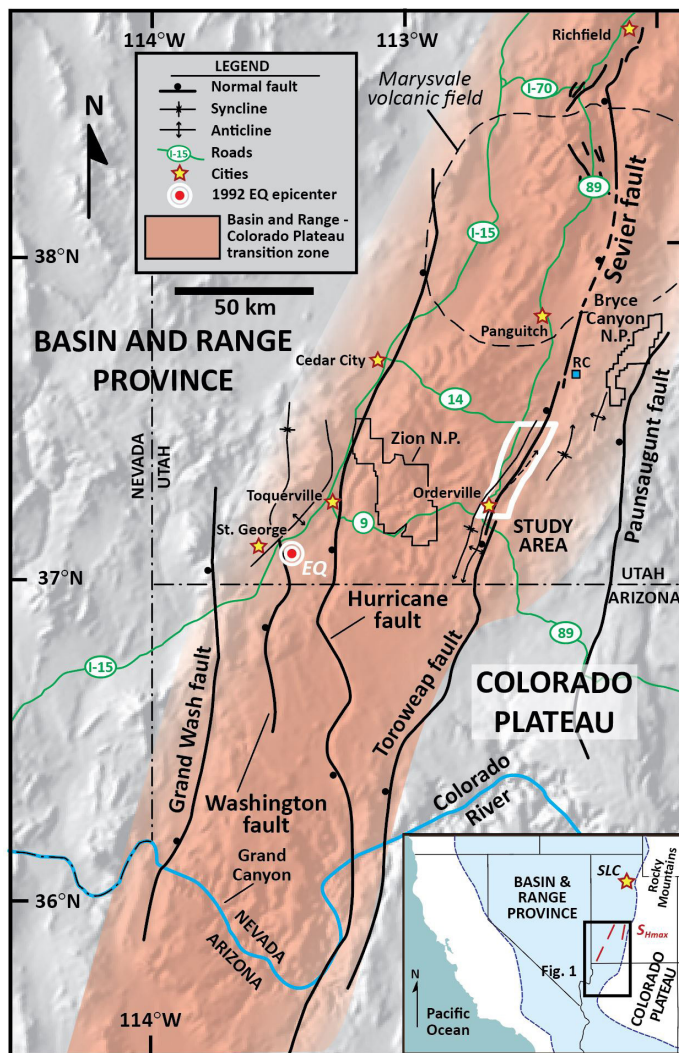 114°W
113°W
Richfield
LEGEND
Normal fault
Syncline
Anticline
I-15
Roads
Cities
1992 EQ epicenter
Basin and Range -
Colorado Plateau
transition zone
N
Marysvale
volcanic field
I-70
89
I-15
Sevier fault
38°N
50 km
BASIN AND RANGE
PROVINCE
Bryce
Canyon
N.P.
Panguitch
RC
Cedar City
14
Paunsaugunt fault
NEVADA
UTAH
Zion N.P.
Toquerville
Orderville
9
St. George
STUDY
AREA
EQ
37°N
UTAH
ARIZONA
Hurricane
fault
89
I-15
Toroweap fault
COLORADO
PLATEAU
Grand Wash fault
Washington
fault
Colorado
River
Grand
Canyon
36°N
NEVADA
ARIZONA
114°W
SLC
Rocky
Mountains
BASIN &
RANGE
PROVINCE
SHmax
Fig. 1
COLORADO
PLATEAU
N
Pacific
Ocean